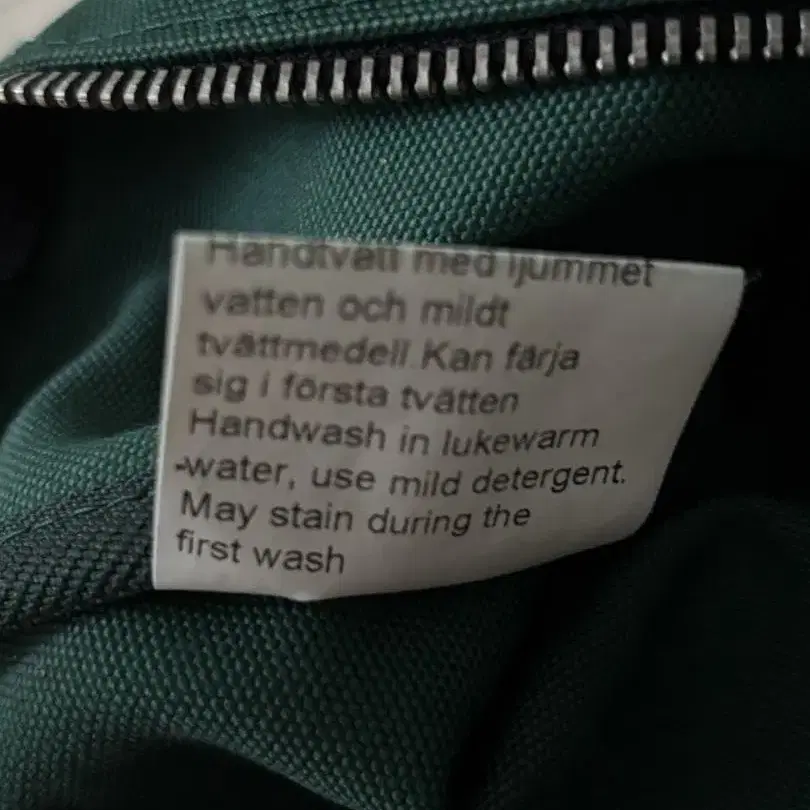 Handtvätt med ljummet
vatten och mildt
tvättmedell.Kan färja
sig i första tvätten
Handwash in lukewarm
-water, use mild detergent.
May stain during the
first wash